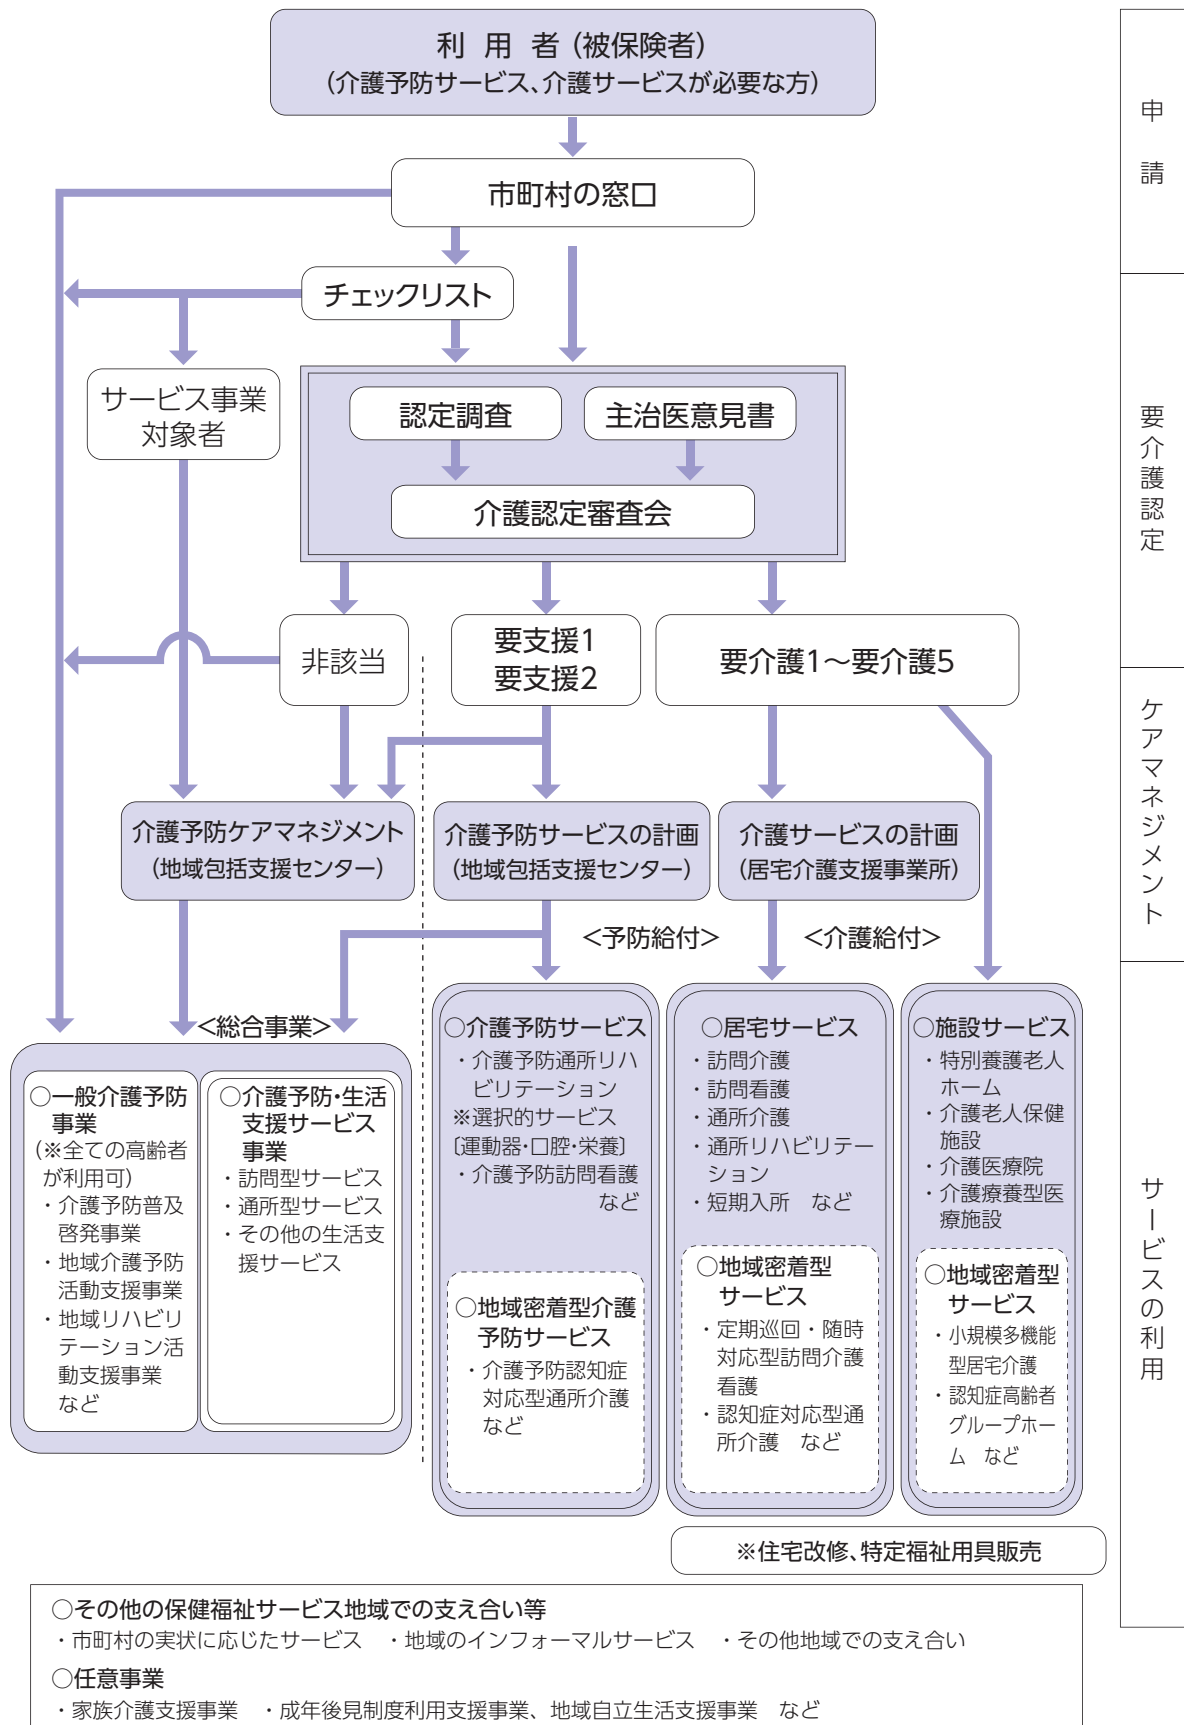 利用者(被保険者)
(介護予防サービス、介護サービスが必要な方)
市町村の窓口
チェックリスト
サービス事業
対象者
認定調査
主治医意見書
介護認定審査会
非該当
要支援1
要支援2
要介護1～要介護5
介護予防ケアマネジメント
(地域包括支援センター)
介護予防サービスの計画
(地域包括支援センター)
介護サービスの計画
(居宅介護支援事業所)
<予防給付>
<介護給付>
<総合事業>
○一般介護予防
事業
(※全ての高齢者
が利用可)
・介護予防普及
啓発事業
・地域介護予防
活動支援事業
・地域リハビリ
テーション活
動支援事業
など
○介護予防・生活
支援サービス
事業
・訪問型サービス
・通所型サービス
・その他の生活支
援サービス
○介護予防サービス
・介護予防通所リハ
ビリテーション
※選択的サービス
〔運動器・口腔・栄養〕
・介護予防訪問看護
など
○地域密着型介護
予防サービス
・介護予防認知症
対応型通所介護
など
○居宅サービス
・訪問介護
・訪問看護
・通所介護
・通所リハビリテー
ション
・短期入所　など
○地域密着型
サービス
・定期巡回・随時
対応型訪問介護
看護
・認知症対応型通
所介護　など
○施設サービス
・特別養護老人
ホーム
・介護老人保健
施設
・介護医療院
・介護療養型医
療施設
○地域密着型
サービス
・小規模多機能
型居宅介護
・認知症高齢者
グループホー
ム　など
※住宅改修、特定福祉用具販売
○その他の保健福祉サービス地域での支え合い等
・市町村の実状に応じたサービス　・地域のインフォーマルサービス　・その他地域での支え合い
○任意事業
・家族介護支援事業　・成年後見制度利用支援事業、地域自立生活支援事業　など
申請
要介護認定
ケアマネジメント
サービスの利用